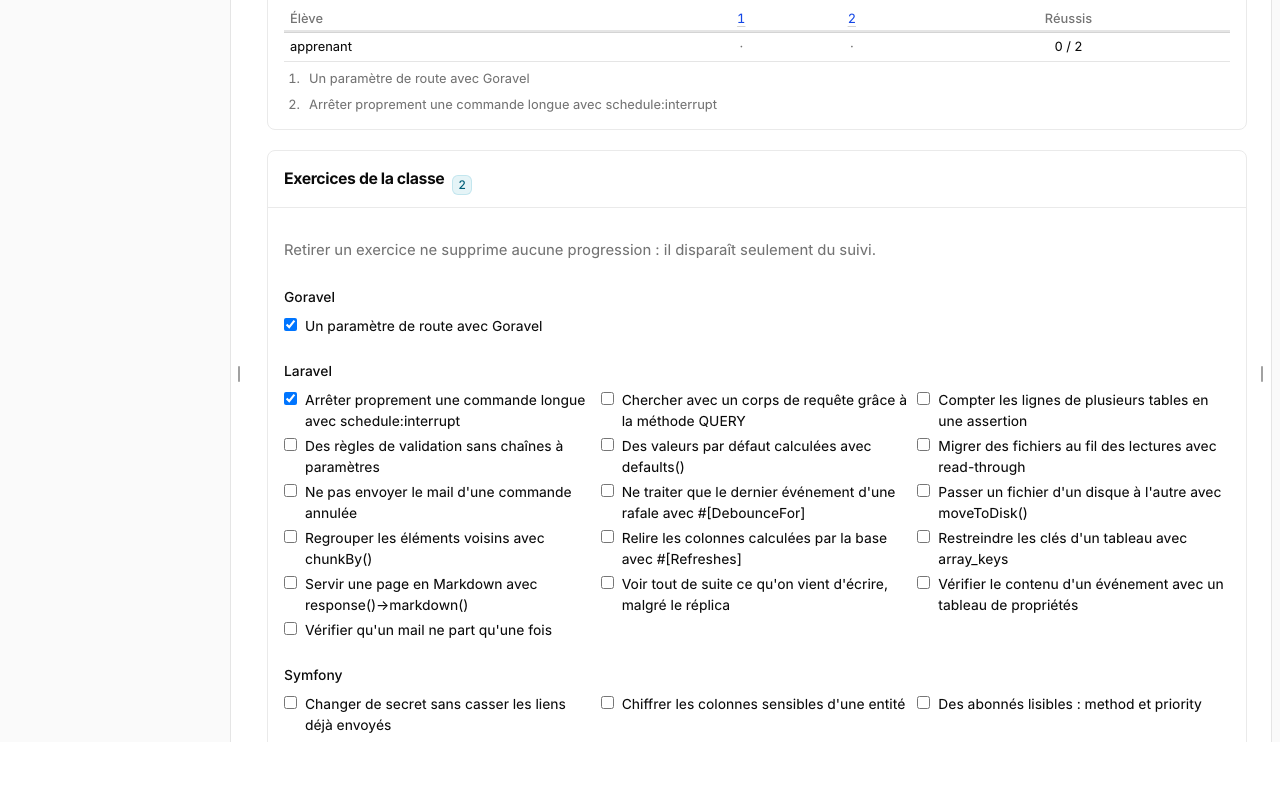 Élève 1 2 Réussis
apprenant · · 0 / 2
1. Un paramètre de route avec Goravel
2. Arrêter proprement une commande longue avec schedule:interrupt
Exercices de la classe 2
Retirer un exercice ne supprime aucune progression : il disparaît seulement du suivi.
Goravel
Un paramètre de route avec Goravel
Laravel
Arrêter proprement une commande longue
avec schedule:interrupt
Chercher avec un corps de requête grâce à
la méthode QUERY
Compter les lignes de plusieurs tables en
une assertion
Des règles de validation sans chaînes à
paramètres
Des valeurs par défaut calculées avec
defaults()
Migrer des fichiers au fil des lectures avec
read-through
Ne pas envoyer le mail d'une commande
annulée
Ne traiter que le dernier événement d'une
rafale avec #[DebounceFor]
Passer un fichier d'un disque à l'autre avec
moveToDisk()
Regrouper les éléments voisins avec
chunkBy()
Relire les colonnes calculées par la base
avec #[Refreshes]
Restreindre les clés d'un tableau avec
array_keys
Servir une page en Markdown avec
response()->markdown()
Voir tout de suite ce qu'on vient d'écrire,
malgré le réplica
Vérifier le contenu d'un événement avec un
tableau de propriétés
Vérifier qu'un mail ne part qu'une fois
Symfony
Changer de secret sans casser les liens
déjà envoyés
Chiffrer les colonnes sensibles d'une entité
Des abonnés lisibles : method et priority